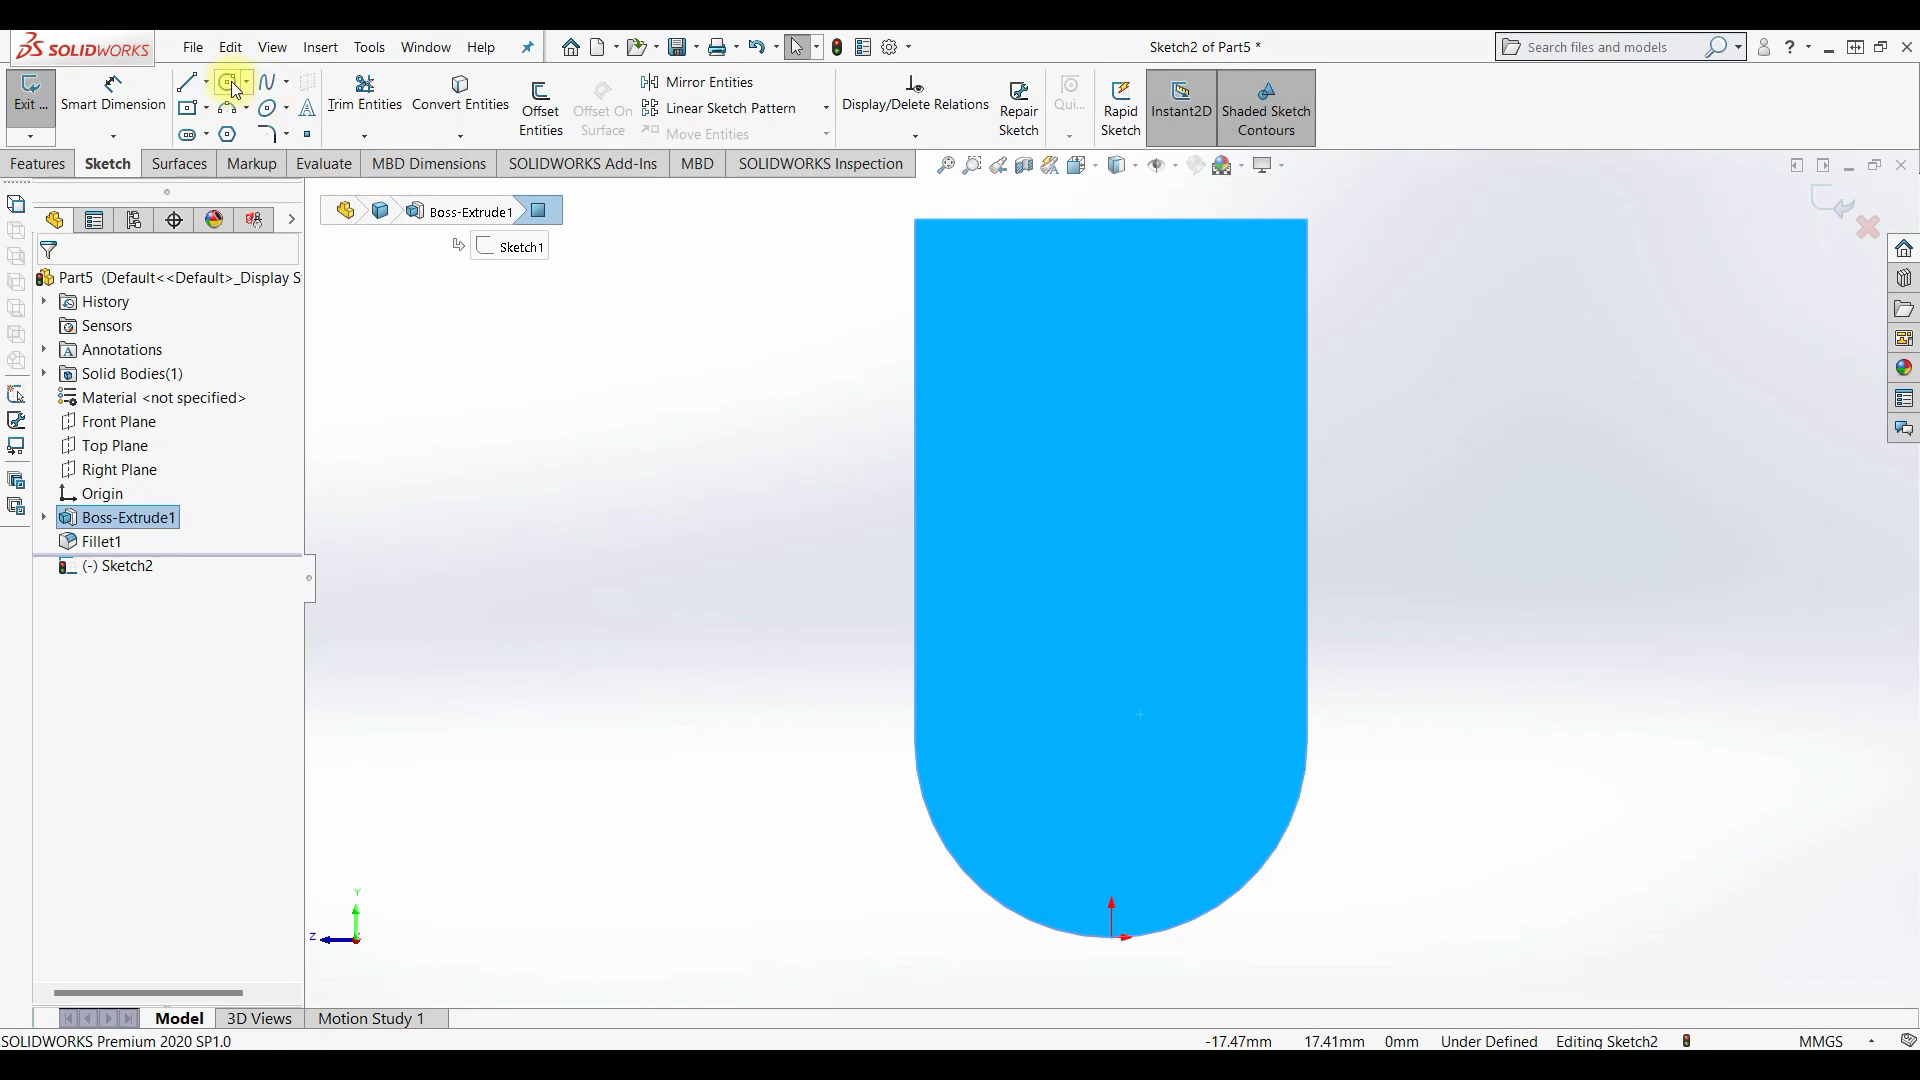 SOLIDWORKS File Edit View Insert Tools Window Help Sketch2 of Part5 * Search files and models ?
Exit ... Smart Dimension Trim Entities Convert Entities Offset Entities Offset On Surface Mirror Entities Linear Sketch Pattern Move Entities Display/Delete Relations Repair Sketch Qui... Rapid Sketch Instant2D Shaded Sketch Contours
Features Sketch Surfaces Markup Evaluate MBD Dimensions SOLIDWORKS Add-Ins MBD SOLIDWORKS Inspection
Boss-Extrude1
Sketch1
Part5 (Default<<Default>_Display S
History
Sensors
Annotations
Solid Bodies(1)
Material <not specified>
Front Plane
Top Plane
Right Plane
Origin
Boss-Extrude1
Fillet1
(-) Sketch2
Y
Z
Model 3D Views Motion Study 1
SOLIDWORKS Premium 2020 SP1.0 -17.47mm 17.41mm 0mm Under Defined Editing Sketch2 MMGS